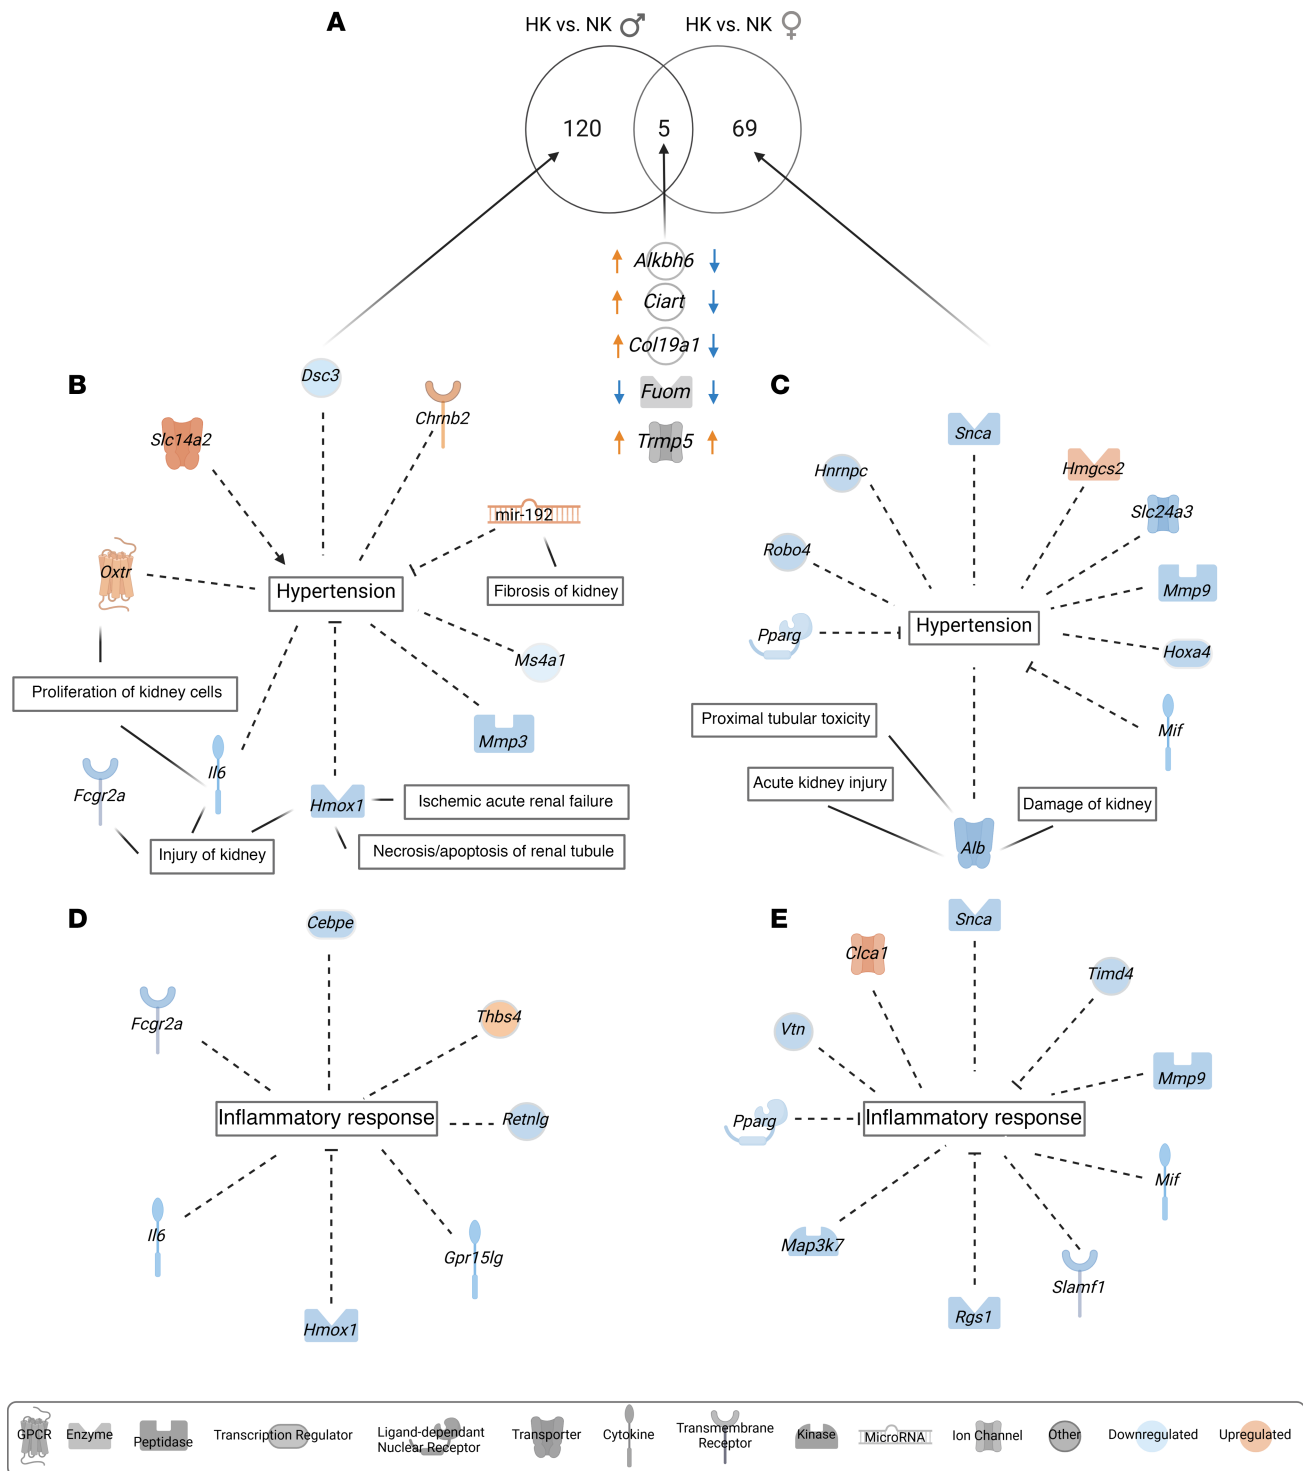 A
HK vs. NK ♂ HK vs. NK ♀
120 5 69
Alkbh6
Ciart
Col19a1
Fuom
Trmp5
B
Dsc3
Chrnb2
Slc14a2
mir-192
Oxtr
Hypertension
Fibrosis of kidney
Ms4a1
Proliferation of kidney cells
Mmp3
Il6
Fcgr2a
Hmox1
Ischemic acute renal failure
Injury of kidney
Necrosis/apoptosis of renal tubule
C
Snca
Hnrnpc
Hmgcs2
Slc24a3
Robo4
Mmp9
Pparg
Hypertension
Hoxa4
Proximal tubular toxicity
Mif
Acute kidney injury
Damage of kidney
Alb
D
Cebpe
Fcgr2a
Thbs4
Inflammatory response
Retnlg
Il6
Gpr15lg
Hmox1
E
Snca
Clca1
Timd4
Vtn
Mmp9
Pparg
Inflammatory response
Mif
Map3k7
Slamf1
Rgs1
GPCR
Enzyme
Peptidase
Transcription Regulator
Ligand-dependant
Nuclear Receptor
Transporter
Cytokine
Transmembrane
Receptor
Kinase
MicroRNA
Ion Channel
Other
Downregulated
Upregulated